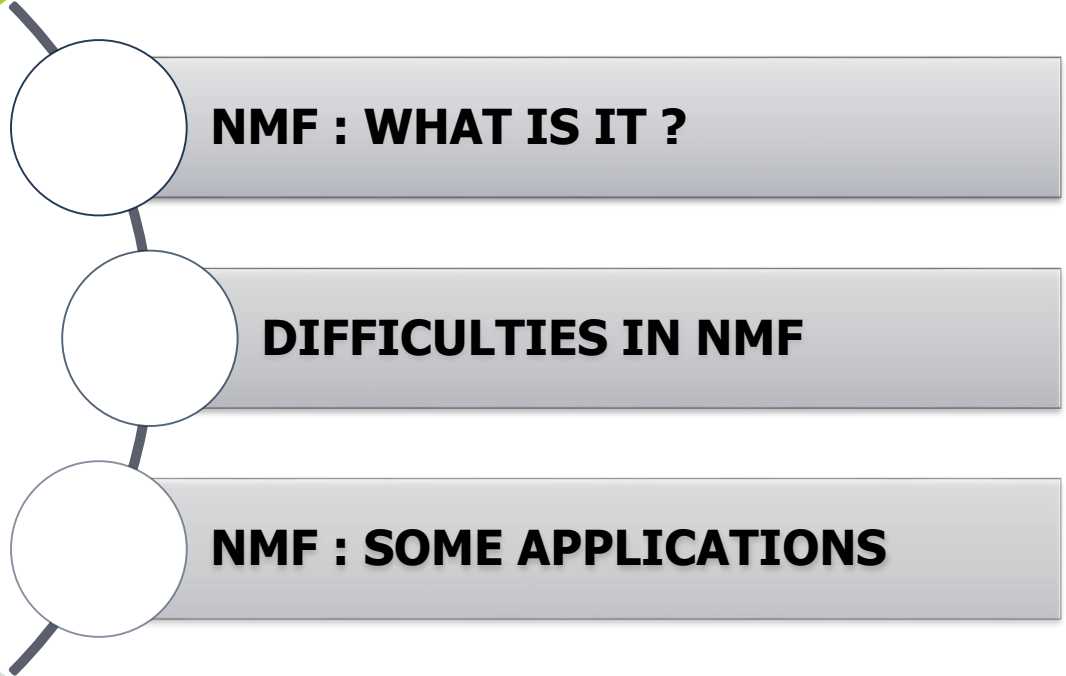 NMF : WHAT IS IT ?
DIFFICULTIES IN NMF
NMF : SOME APPLICATIONS